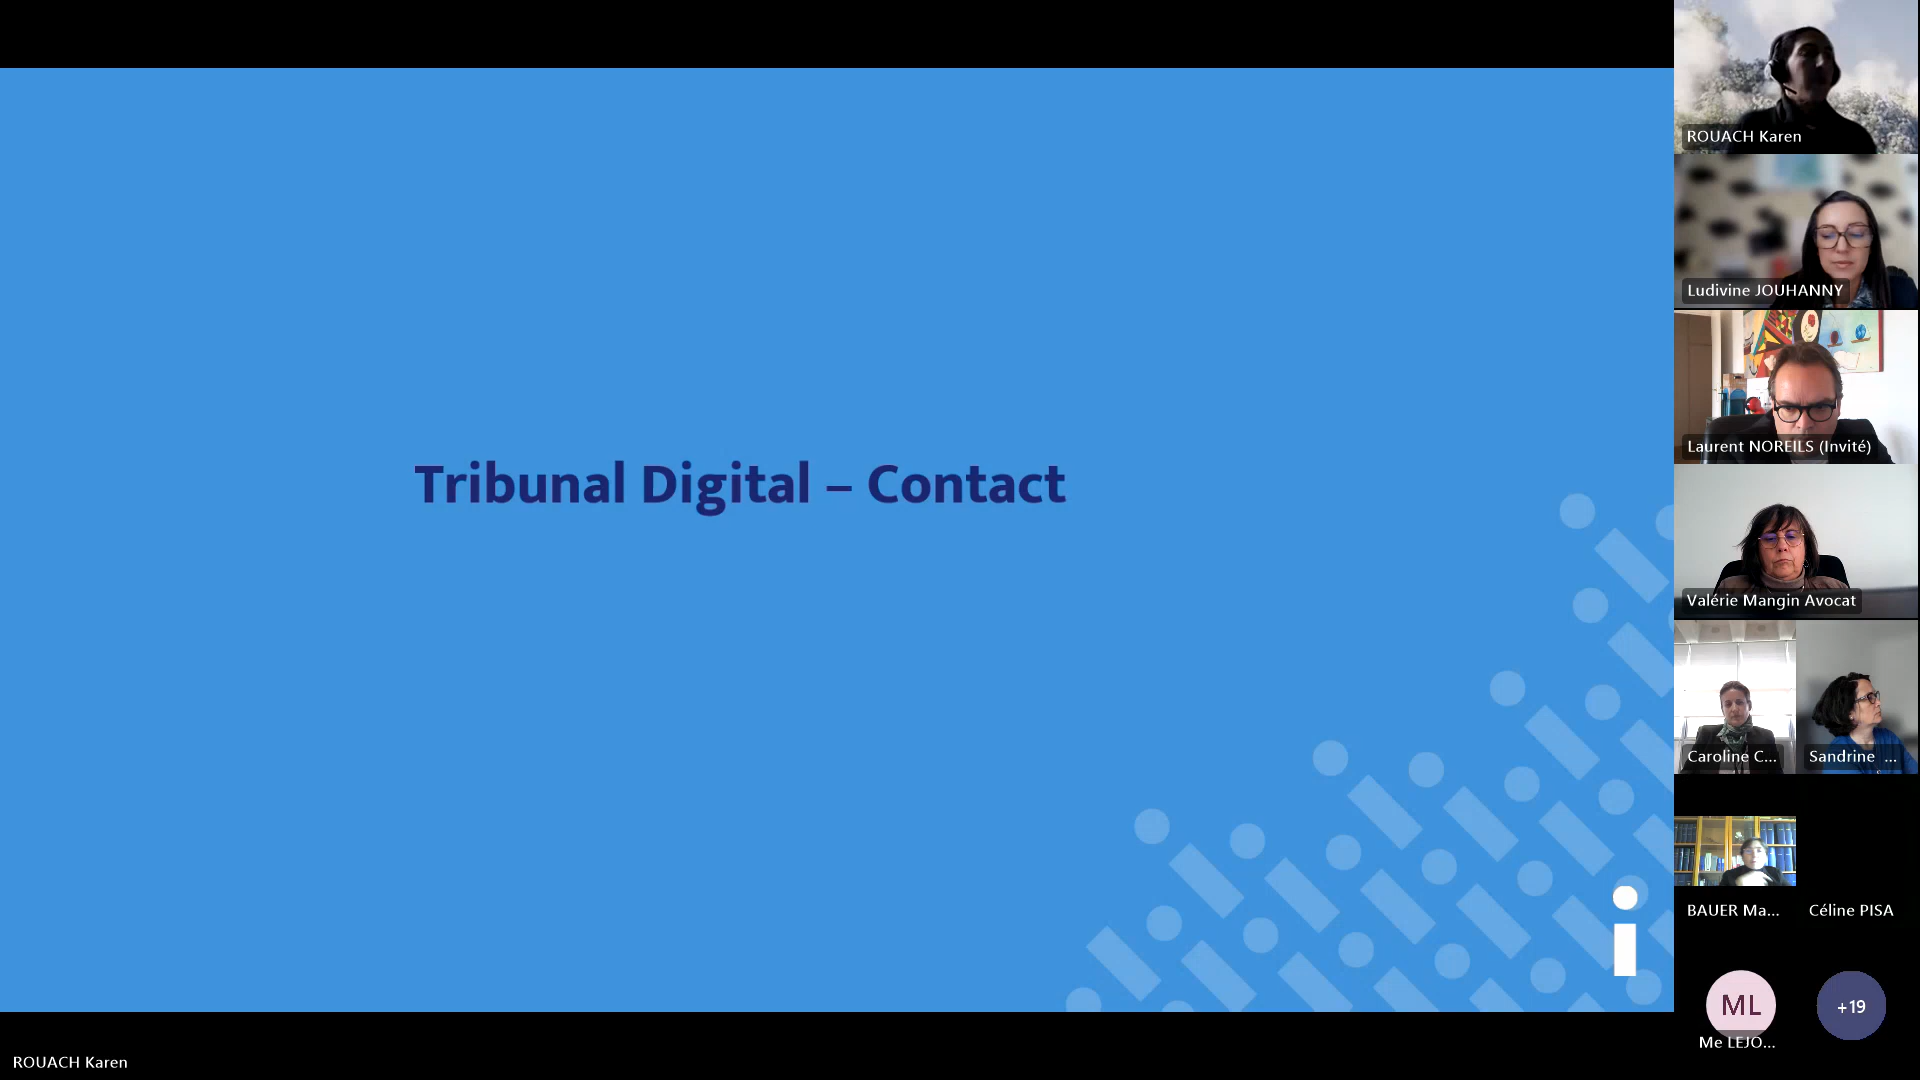 Tribunal Digital – Contact
ROUACH Karen
Ludivine JOUHANNY
Laurent NOREILS (Invité)
Valérie Mangin Avocat
Caroline C...
Sandrine ...
BAUER Ma...
Céline PISA
ML
Me LEJO...
+19
ROUACH Karen